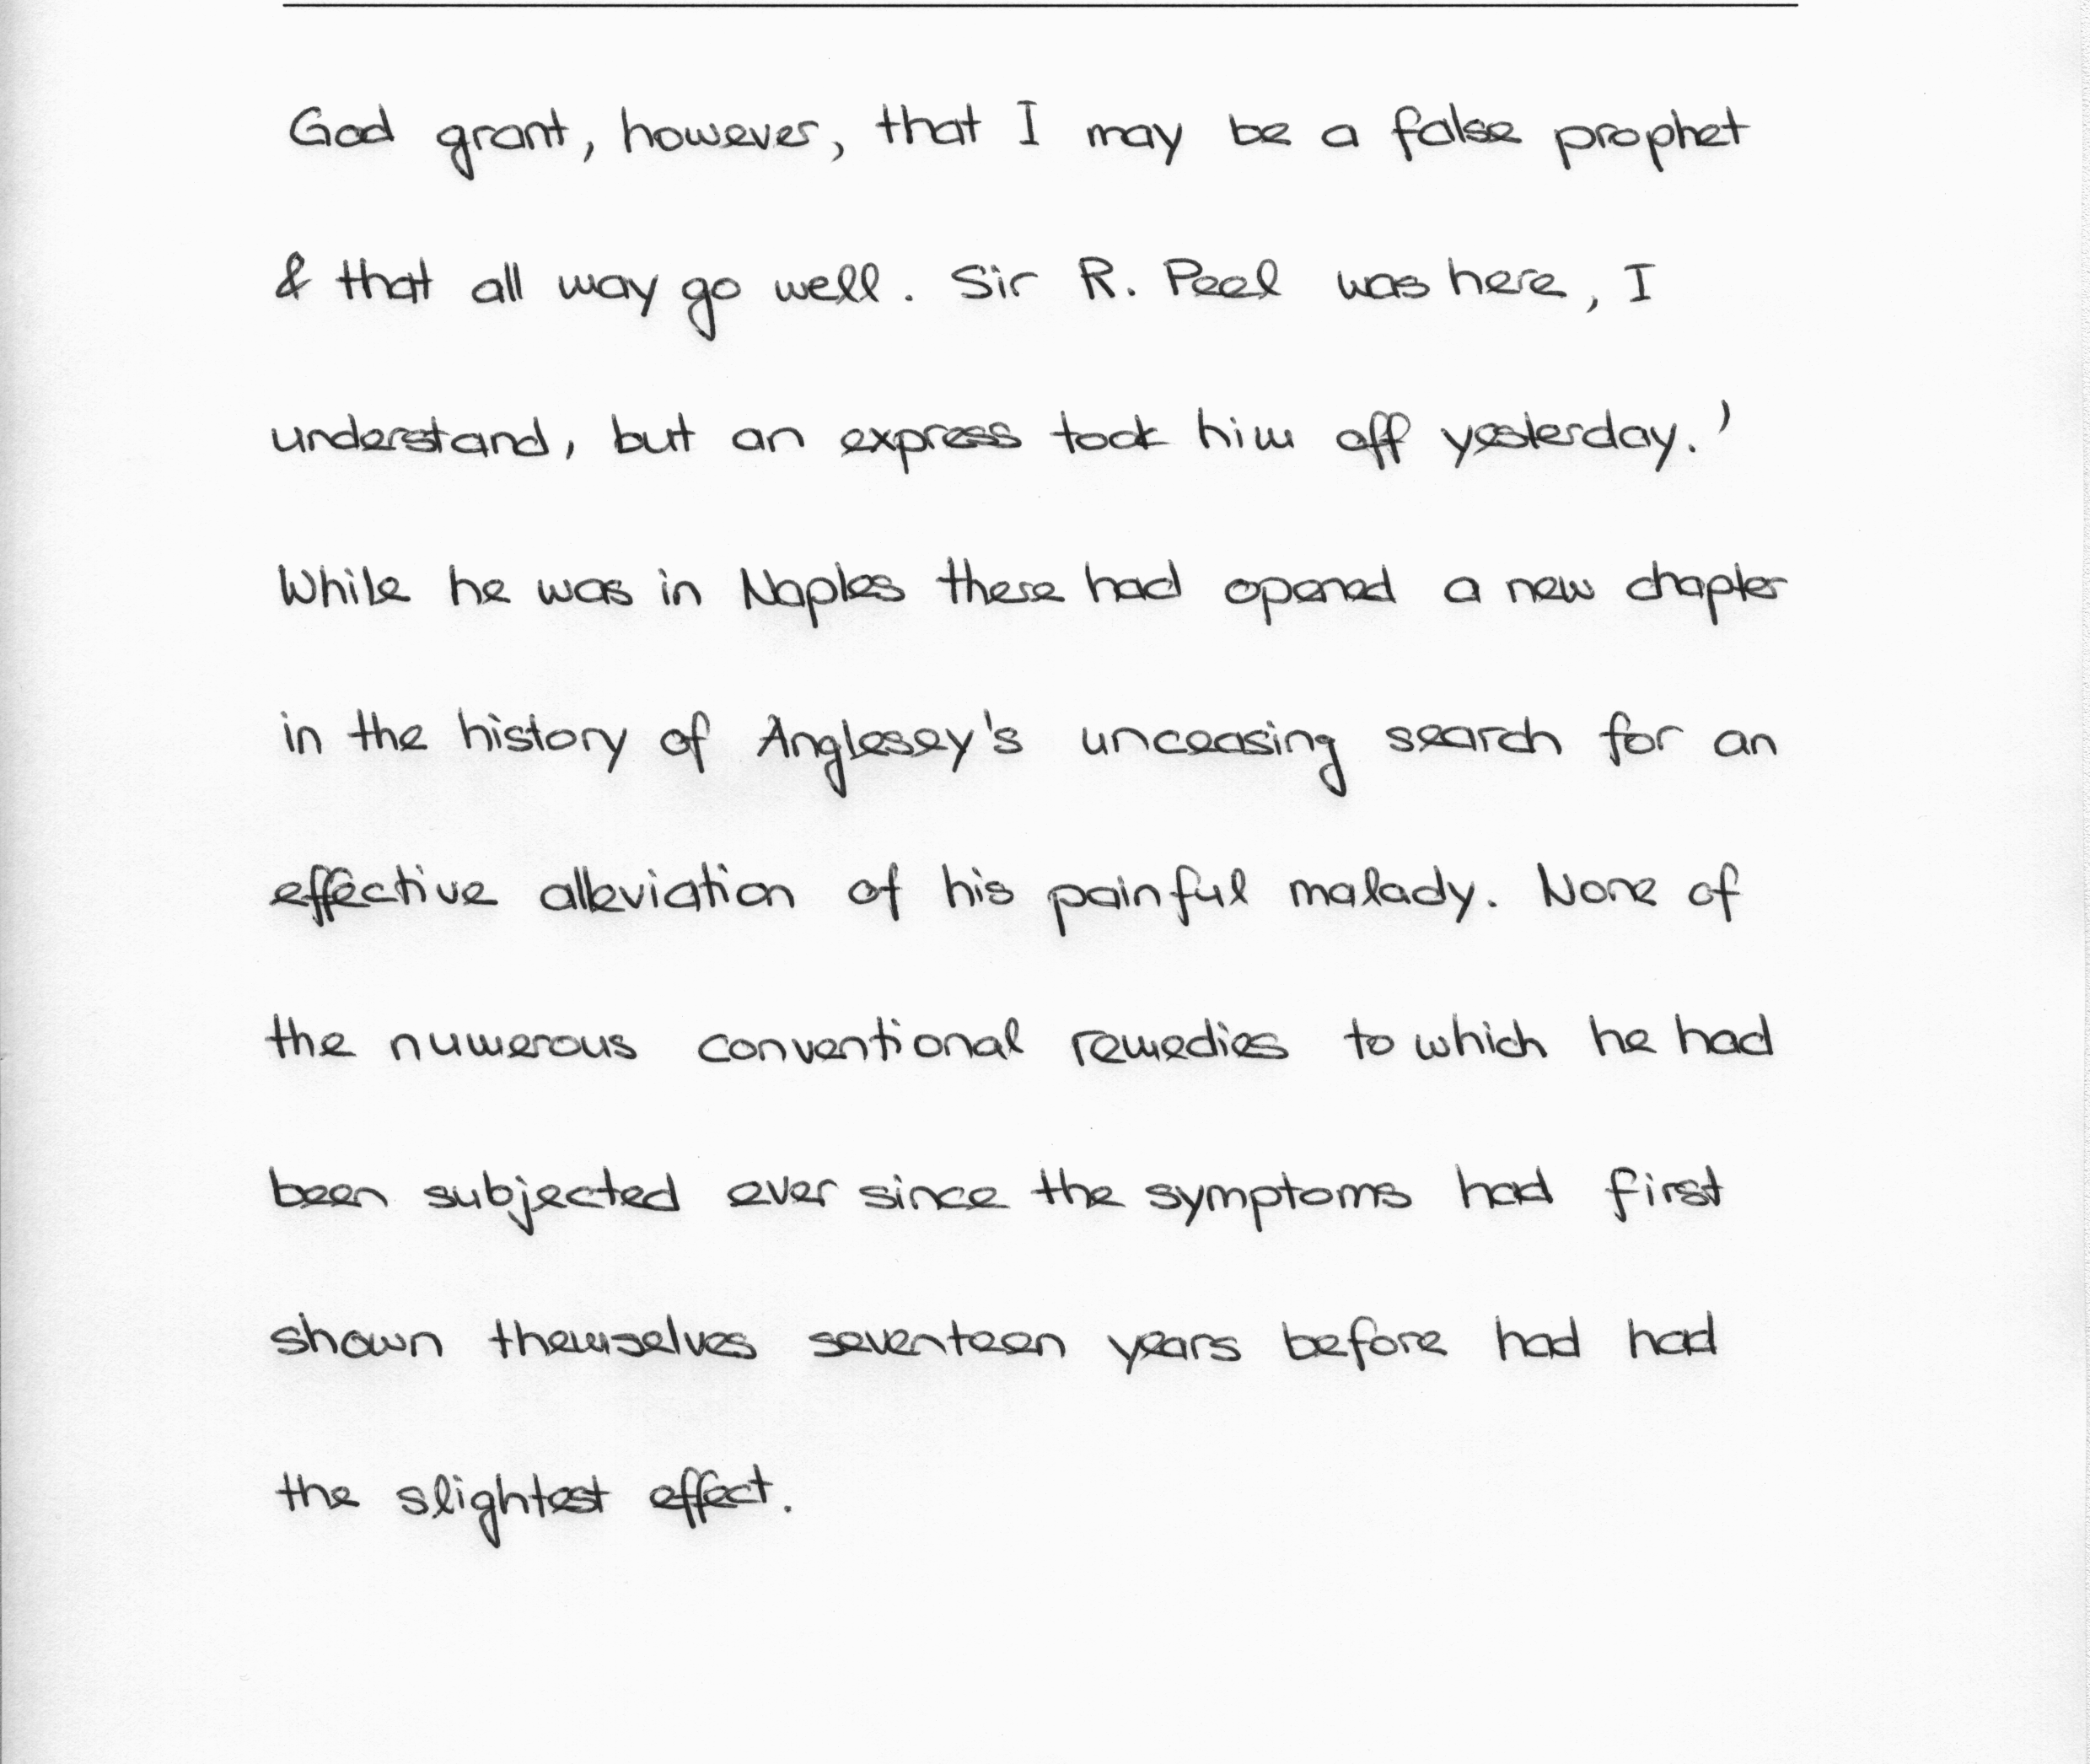 God grant, however, that I may be a false prophet
& that all way go well. Sir R. Peel was here, I
understand, but an express took him off yesterday.'
While he was in Naples there had opened a new chapter
in the history of Anglesey's unceasing search for an
effective alleviation of his painful malady. None of
the numerous conventional remedies to which he had
been subjected ever since the symptoms had first
shown themselves seventeen years before had had
the slightest effect.